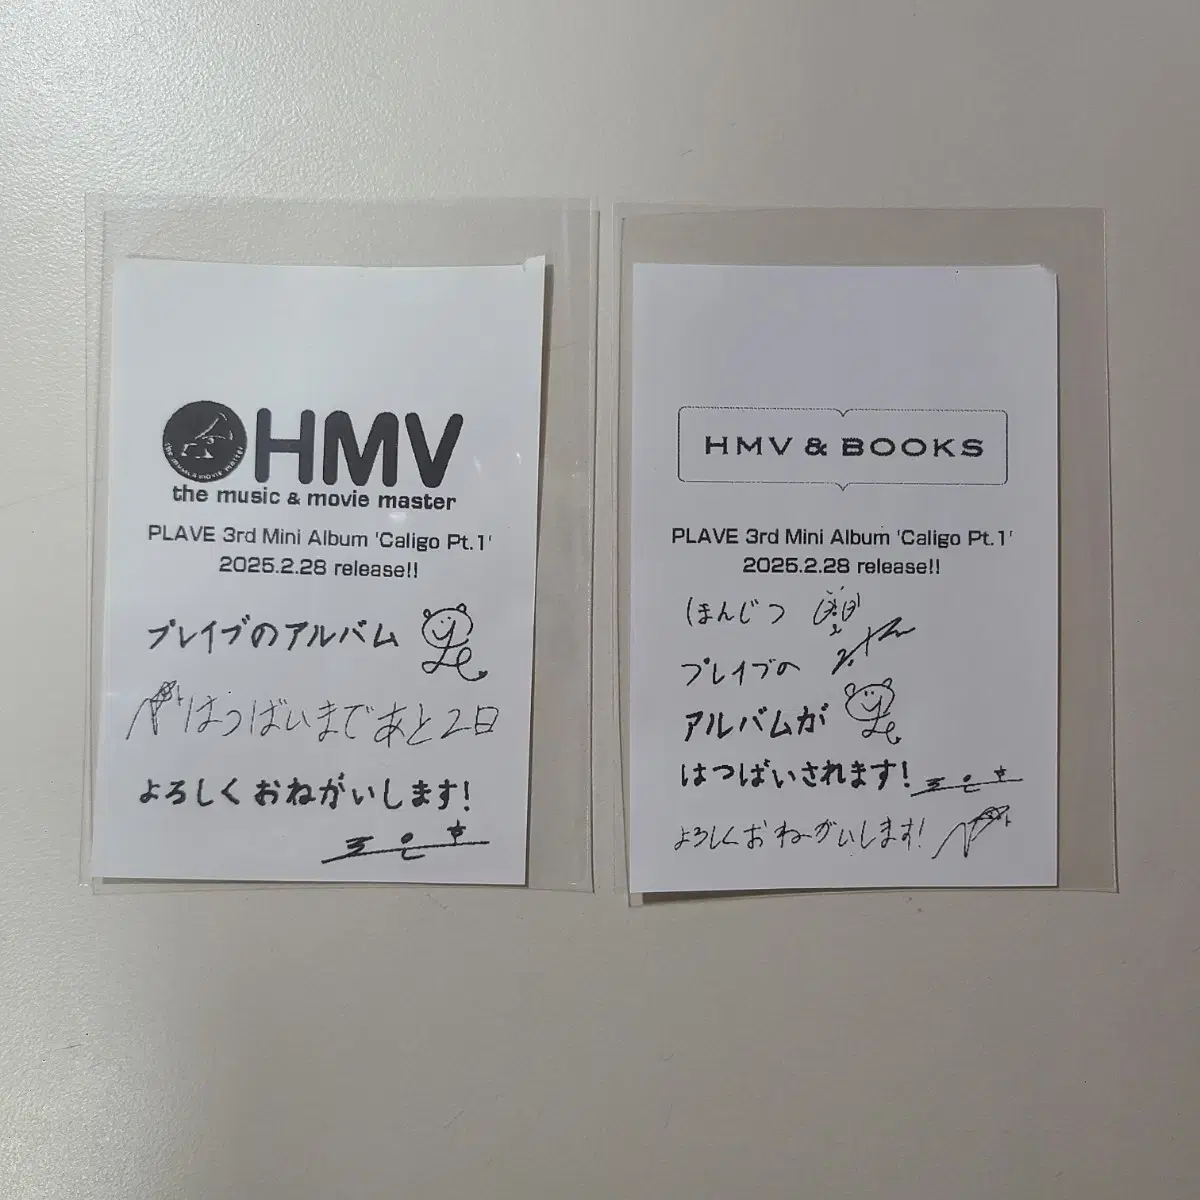 HMV
the music & movie master
PLAVE 3rd Mini Album 'Caligo Pt.1'
2025.2.28 release!!
プレイブのアルバム
はつばいまであと2日
よろしくおねがいします!
HMV & BOOKS
PLAVE 3rd Mini Album 'Caligo Pt.1'
2025.2.28 release!!
ほんじつ
プレイブの
アルバムが
はつばいされます!
よろしくおねがいします!